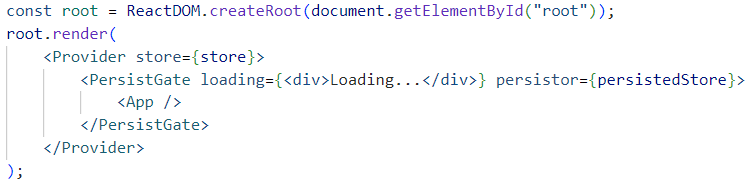 const root = ReactDOM.createRoot(document.getElementById("root"));
root.render(
    <Provider store={store}>
        <PersistGate loading={<div>Loading...</div>} persistor={persistedStore}>
            <App />
        </PersistGate>
    </Provider>
);